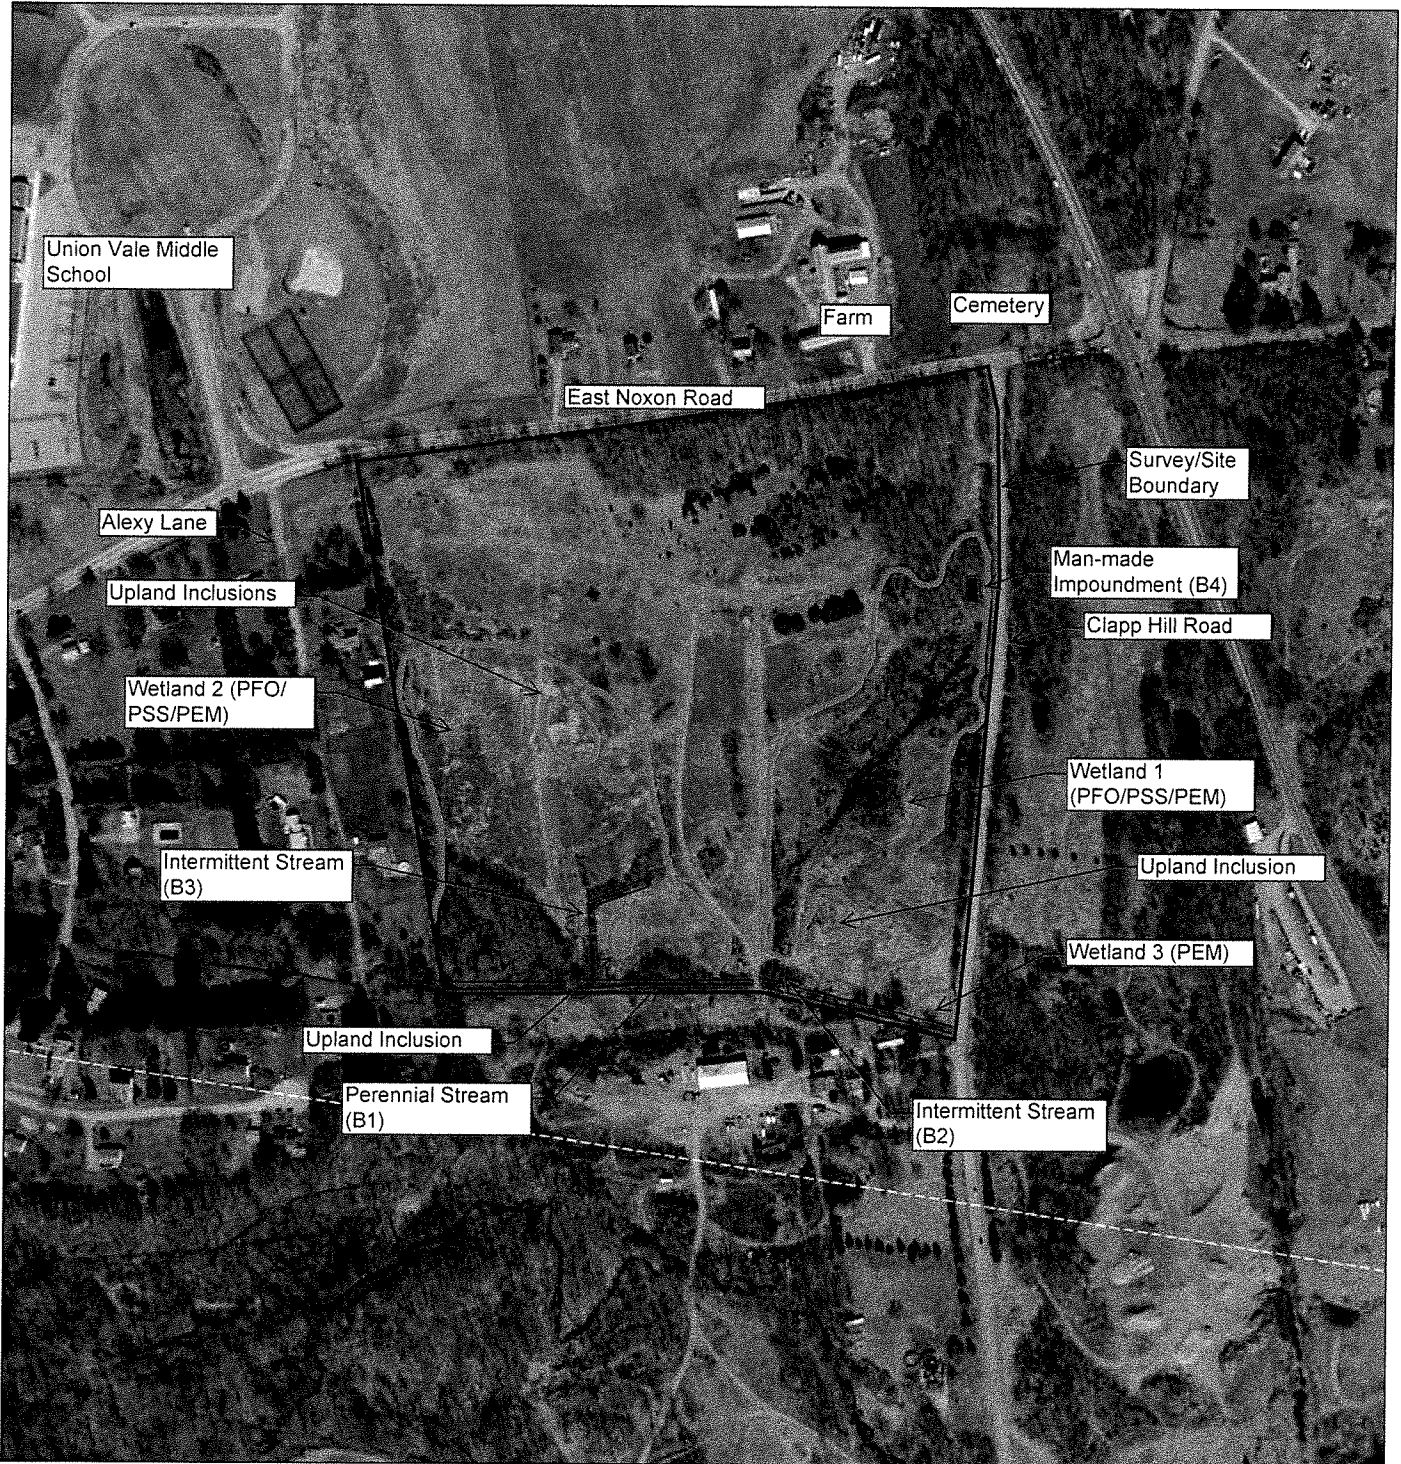 Union Vale Middle
School
Cemetery
Farm
East Noxon Road
Survey/Site
Boundary
Alexy Lane
Man-made
Impoundment (B4)
Upland Inclusions
Clapp Hill Road
Wetland 2 (PFO/
PSS/PEM)
Wetland 1
(PFO/PSS/PEM)
Intermittent Stream
(B3)
Upland Inclusion
Wetland 3 (PEM)
Upland Inclusion
Perennial Stream
(B1)
Intermittent Stream
(B2)